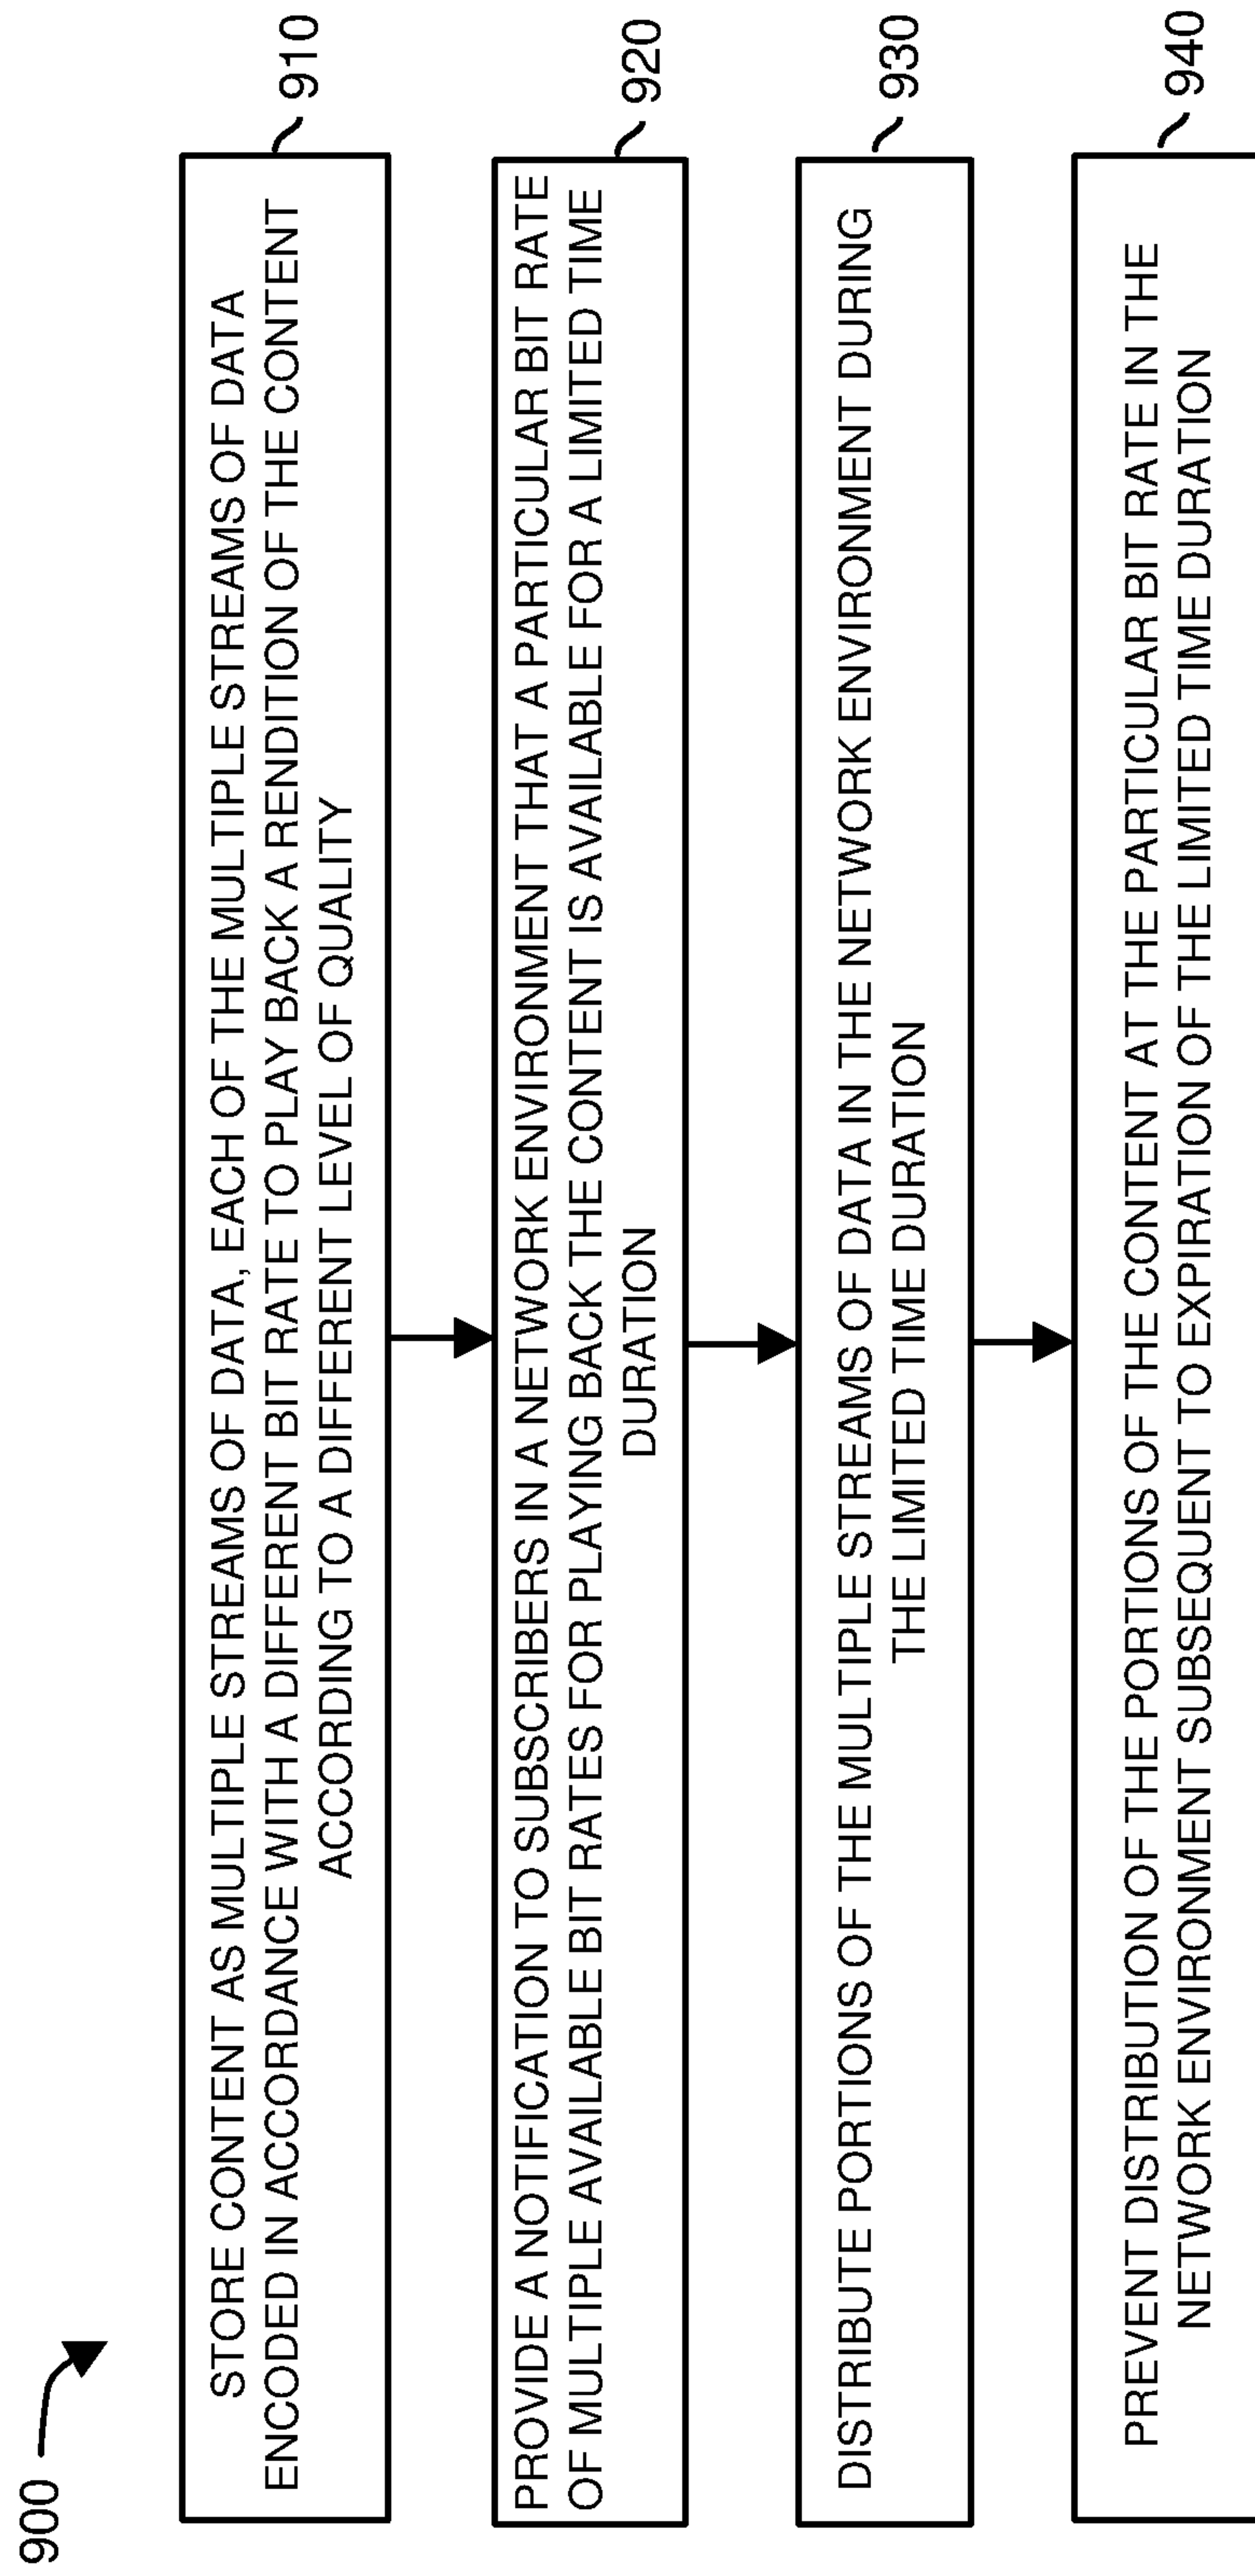 900
STORE CONTENT AS MULTIPLE STREAMS OF DATA, EACH OF THE MULTIPLE STREAMS OF DATA
ENCODED IN ACCORDANCE WITH A DIFFERENT BIT RATE TO PLAY BACK A RENDITION OF THE CONTENT
ACCORDING TO A DIFFERENT LEVEL OF QUALITY
910
PROVIDE A NOTIFICATION TO SUBSCRIBERS IN A NETWORK ENVIRONMENT THAT A PARTICULAR BIT RATE
OF MULTIPLE AVAILABLE BIT RATES FOR PLAYING BACK THE CONTENT IS AVAILABLE FOR A LIMITED TIME
DURATION
920
DISTRIBUTE PORTIONS OF THE MULTIPLE STREAMS OF DATA IN THE NETWORK ENVIRONMENT DURING
THE LIMITED TIME DURATION
930
PREVENT DISTRIBUTION OF THE PORTIONS OF THE CONTENT AT THE PARTICULAR BIT RATE IN THE
NETWORK ENVIRONMENT SUBSEQUENT TO EXPIRATION OF THE LIMITED TIME DURATION
940